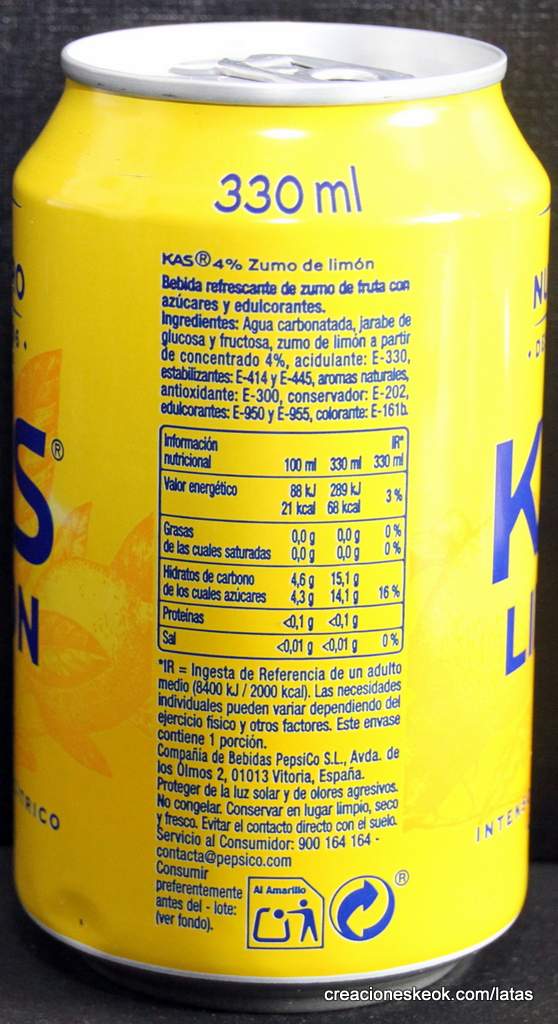 330 ml
KAS® 4% Zumo de limón
Bebida refrescante de zumo de fruta con
azúcares y edulcorantes.
Ingredientes: Agua carbonatada, jarabe de
glucosa y fructosa, zumo de limón a partir
de concentrado 4%, acidulante: E-330,
estabilizantes: E-414 y E-445, aromas naturales,
antioxidante: E-300, conservador: E-202,
edulcorantes: E-950 y E-955, colorante: E-161b.
Información nutricional 100 ml 330 ml IR* 330 ml
Valor energético 88 kJ 289 kJ 3 %
21 kcal 68 kcal
Grasas 0,0 g 0,0 g 0 %
de las cuales saturadas 0,0 g 0,0 g 0 %
Hidratos de carbono 4,6 g 15,1 g
de los cuales azúcares 4,3 g 14,1 g 16 %
Proteínas <0,1 g <0,1 g
Sal <0,01 g <0,01 g 0 %
*IR = Ingesta de Referencia de un adulto
medio (8400 kJ / 2000 kcal). Las necesidades
individuales pueden variar dependiendo del
ejercicio físico y otros factores. Este envase
contiene 1 porción.
Compañía de Bebidas PepsiCo S.L., Avda. de
los Olmos 2, 01013 Vitoria, España.
Proteger de la luz solar y de olores agresivos.
No congelar. Conservar en lugar limpio, seco
y fresco. Evitar el contacto directo con el suelo.
Servicio al Consumidor: 900 164 164 -
contacta@pepsico.com
Consumir
preferentemente
antes del - lote:
(ver fondo).
Al Amarillo
®
S®
N
TRICO
K
LI
INTENS
creacioneskeok.com/latas